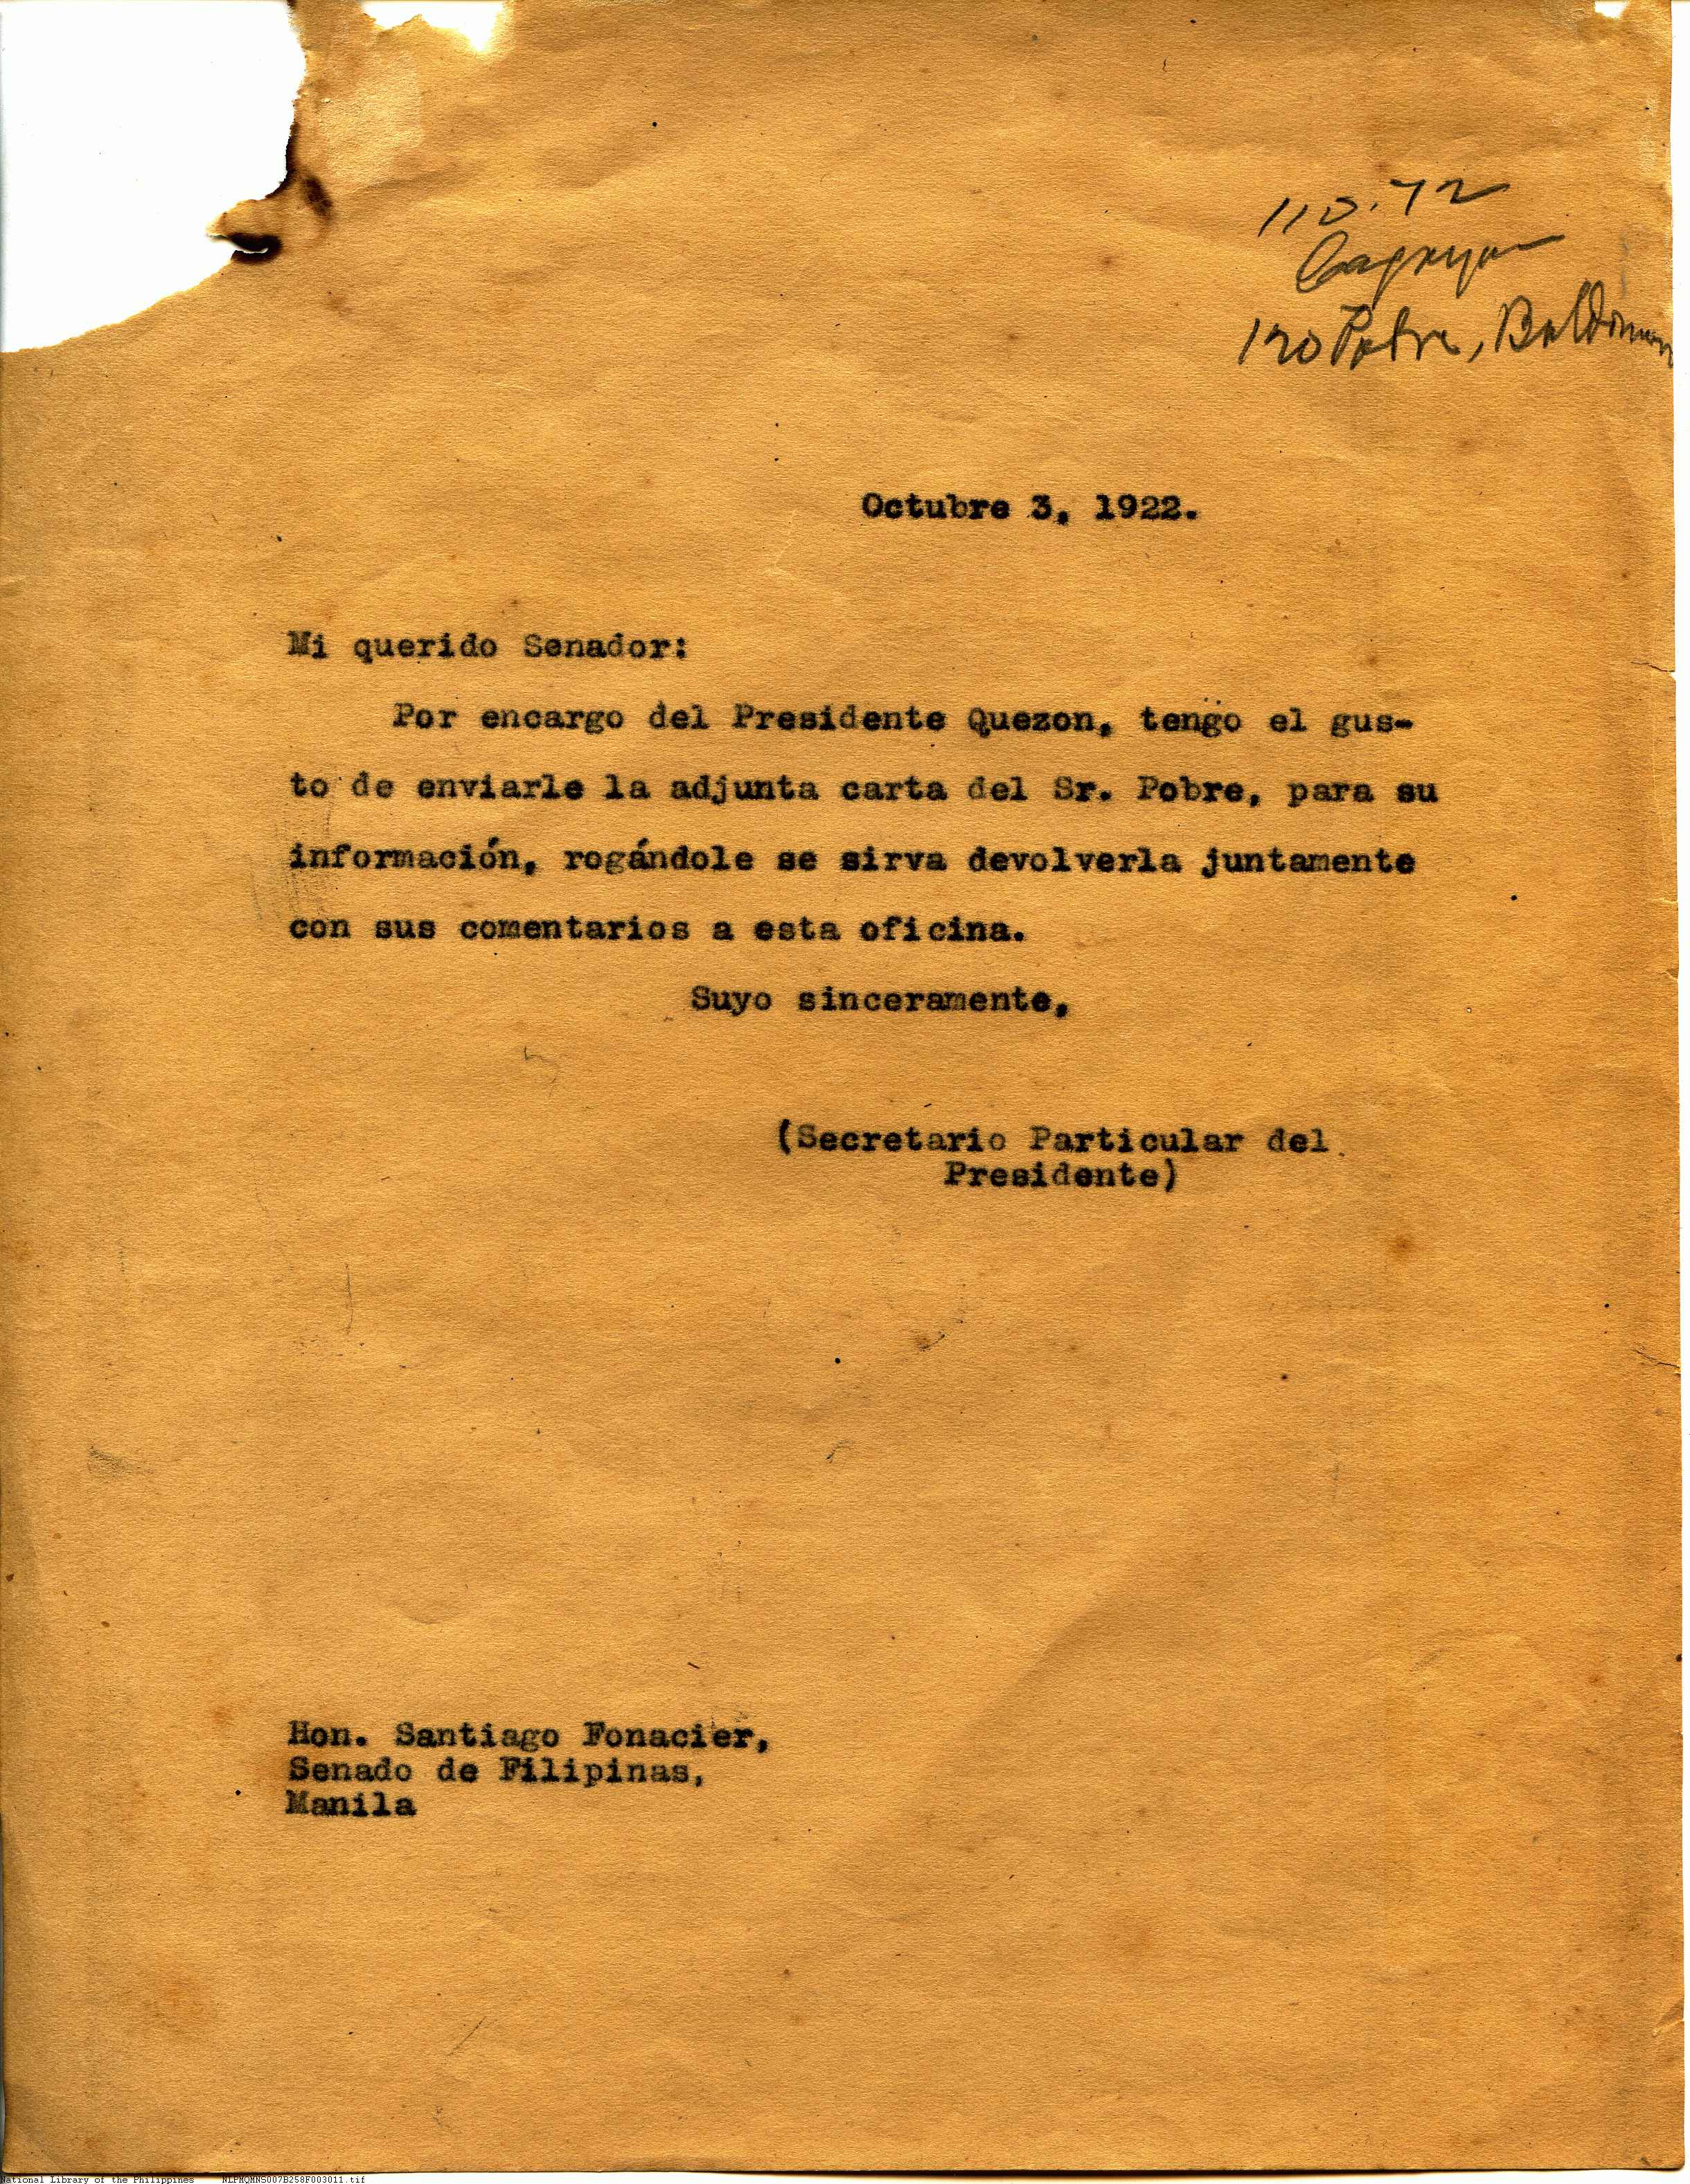 110.72
Cagayan
120 Pobre,
Octubre 3, 1922.
Mi querido Senador:
Por encargo del Presidente Quezon, tengo el gus-
to de enviarle la adjunta carta del Sr. Pobre, para su
información, rogándole se sirva devolverla juntamente
con sus comentarios a esta oficina.
Suyo sinceramente,
(Secretario Particular del
Presidente)
Hon. Santiago Fonacier,
Senado de Filipinas,
Manila
National Library of the Philippines NLPMQMNS007B258F003011.tif